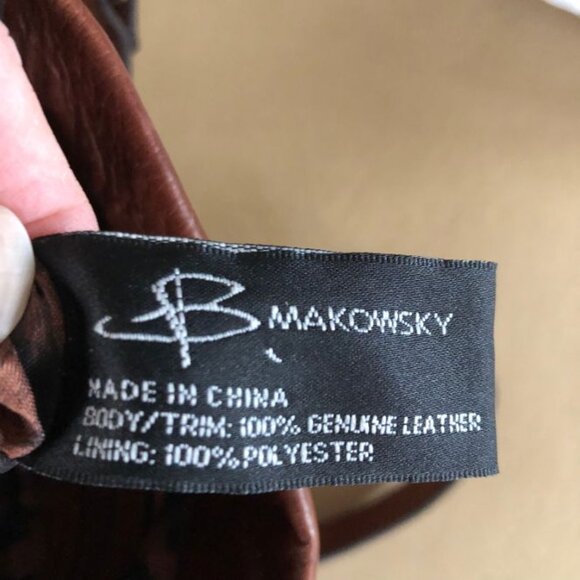 B MAKOWSKY
MADE IN CHINA
BODY/TRIM: 100% GENUINE LEATHER
LINING: 100% POLYESTER